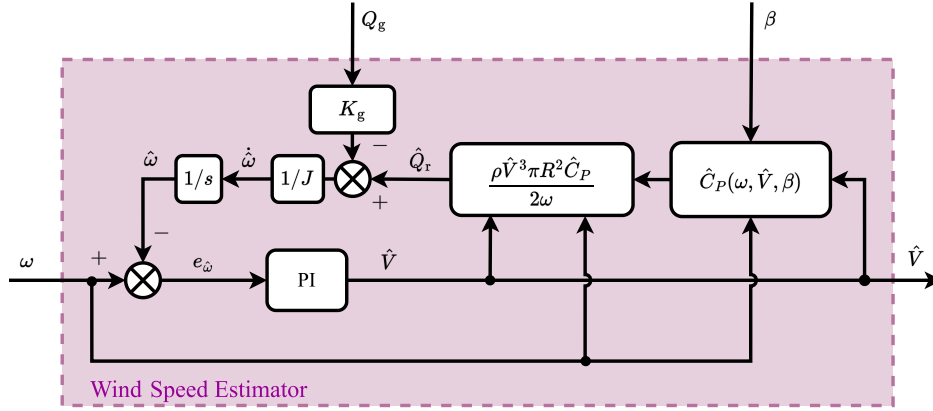 Q_g
β
K_g
−
ω̂
ω̂̇
Q̂_r
1/s
1/J
+
ρV̂³πR²Ĉ_P
2ω
Ĉ_P(ω, V̂, β)
−
ω
+
e_ω̂
PI
V̂
V̂
Wind Speed Estimator